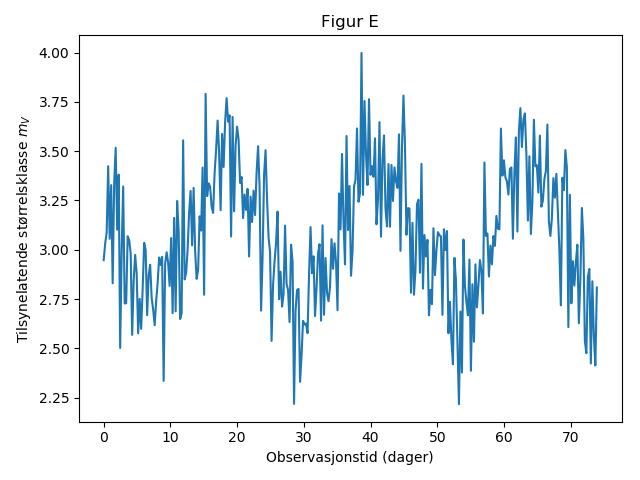 Figur E
Tilsynelatende størrelsklasse $m_V$
4.00
3.75
3.50
3.25
3.00
2.75
2.50
2.25
0 10 20 30 40 50 60 70
Observasjonstid (dager)